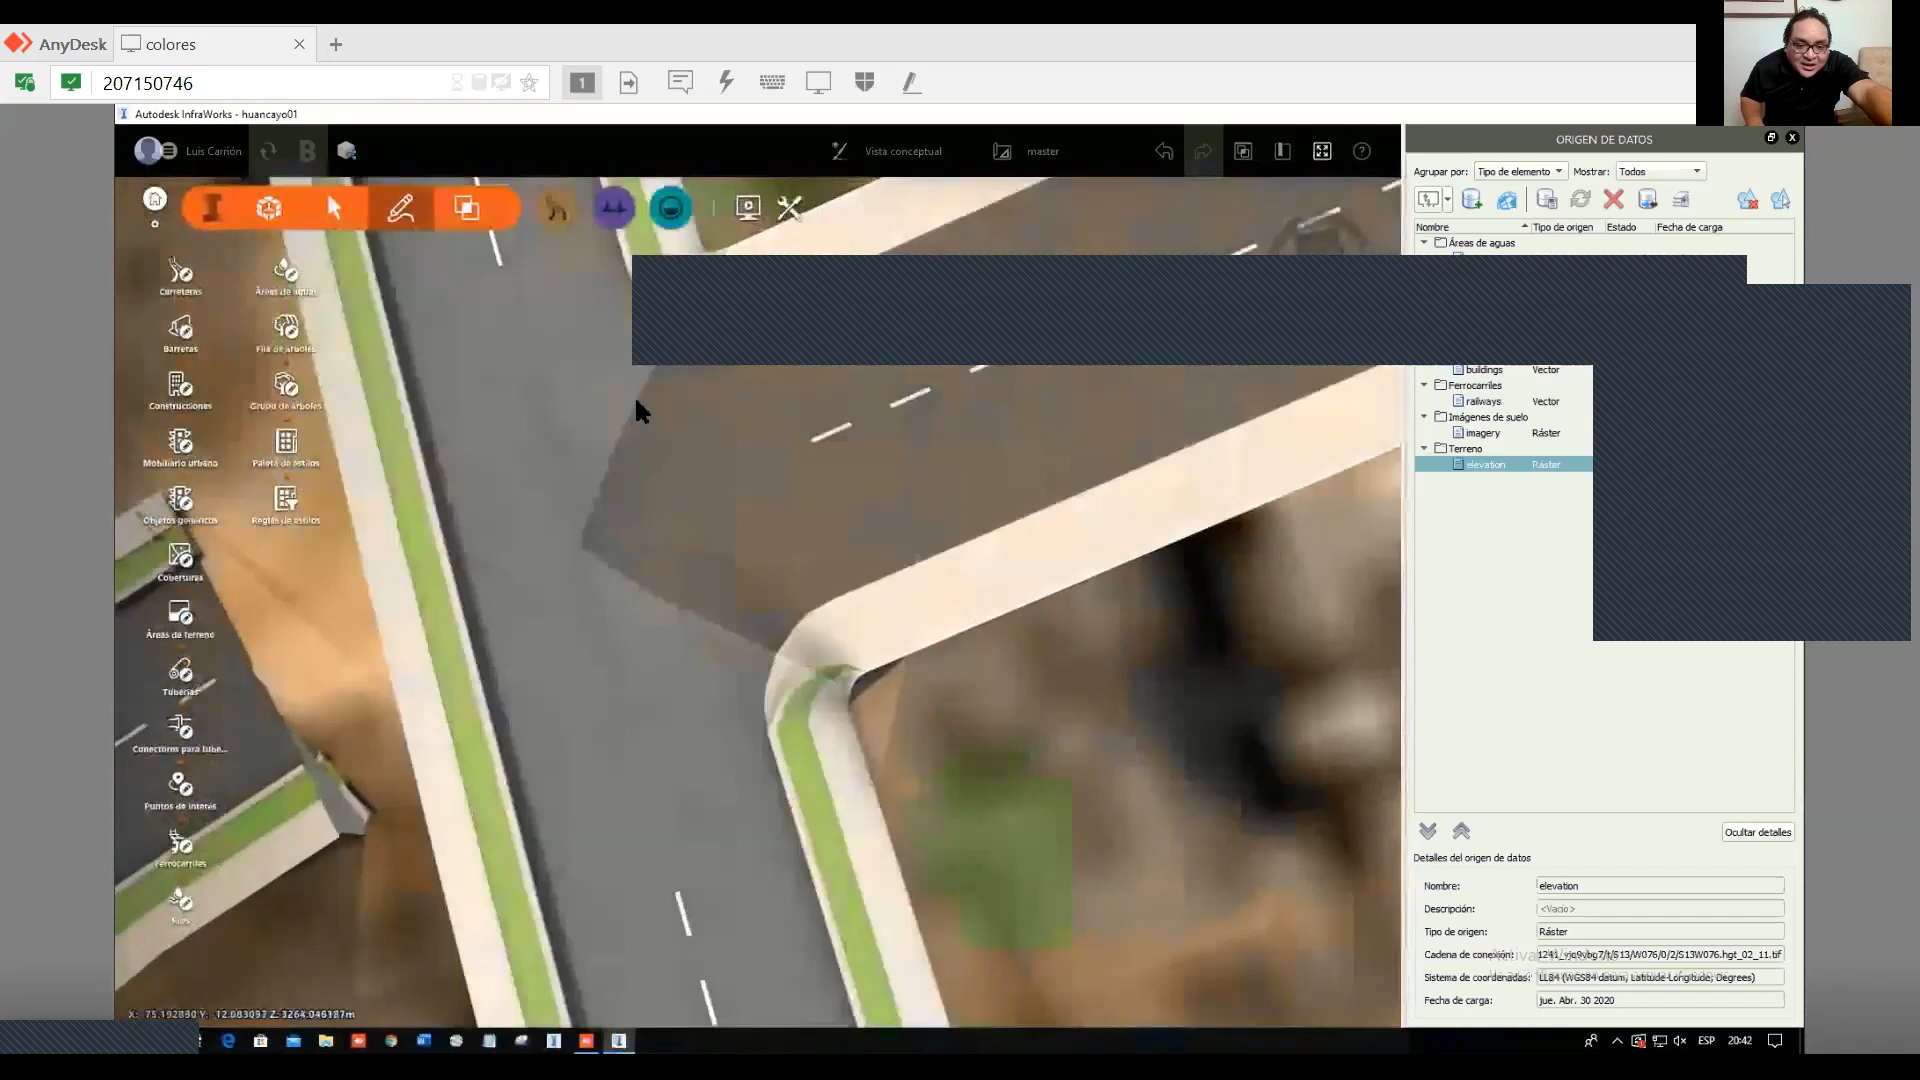 AnyDesk
colores
207150746
1
Autodesk InfraWorks - huancayo01
Luis Carrión
B
Vista conceptual
master
Carreteras
Áreas de aguas
Barreras
Fila de árboles
Construcciones
Grupo de árboles
Mobiliario urbano
Paleta de estilos
Objetos genéricos
Reglas de estilos
Coberturas
Áreas de terreno
Tuberías
Conectores para tube...
Puntos de interés
Ferrocarriles
ORIGEN DE DATOS
Agrupar por: Tipo de elemento
Mostrar: Todos
Nombre Tipo de origen Estado Fecha de carga
Áreas de aguas
buildings Vector
Ferrocarriles
railways Vector
Imágenes de suelo
imagery Ráster
Terreno
elevation Ráster
Ocultar detalles
Detalles del origen de datos
Nombre: elevation
Descripción: <Vacío>
Tipo de origen: Ráster
Cadena de conexión:
Sistema de coordenadas: LL84 (WGS84 datum, Latitude-Longitude; Degrees)
Fecha de carga: jue. Abr. 30 2020
ESP 20:42